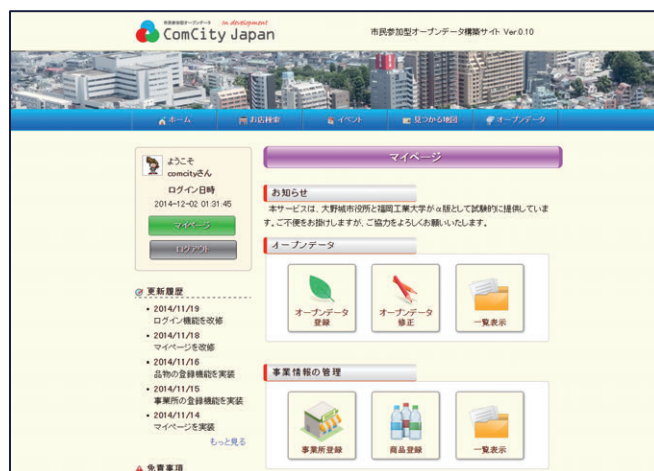 市民参加型オープンデータ in development
ComCity Japan
市民参加型オープンデータ構築サイト Ver.0.10
ホーム
お店検索
イベント
見つかる地図
オープンデータ
ようこそ
comcityさん
ログイン日時
2014-12-02 01:31:45
マイページ
ログアウト
更新履歴
• 2014/11/19
ログイン機能を改修
• 2014/11/18
マイページを改修
• 2014/11/16
品物の登録機能を実装
• 2014/11/15
事業所の登録機能を実装
• 2014/11/14
マイページを実装
もっと見る
免責事項
マイページ
お知らせ
本サービスは、大野城市役所と福岡工業大学がα版として試験的に提供していま
す。ご不便をお掛けしますが、ご協力をよろしくお願いいたします。
オープンデータ
オープンデータ
登録
オープンデータ
修正
一覧表示
事業情報の管理
事業所登録
商品登録
一覧表示